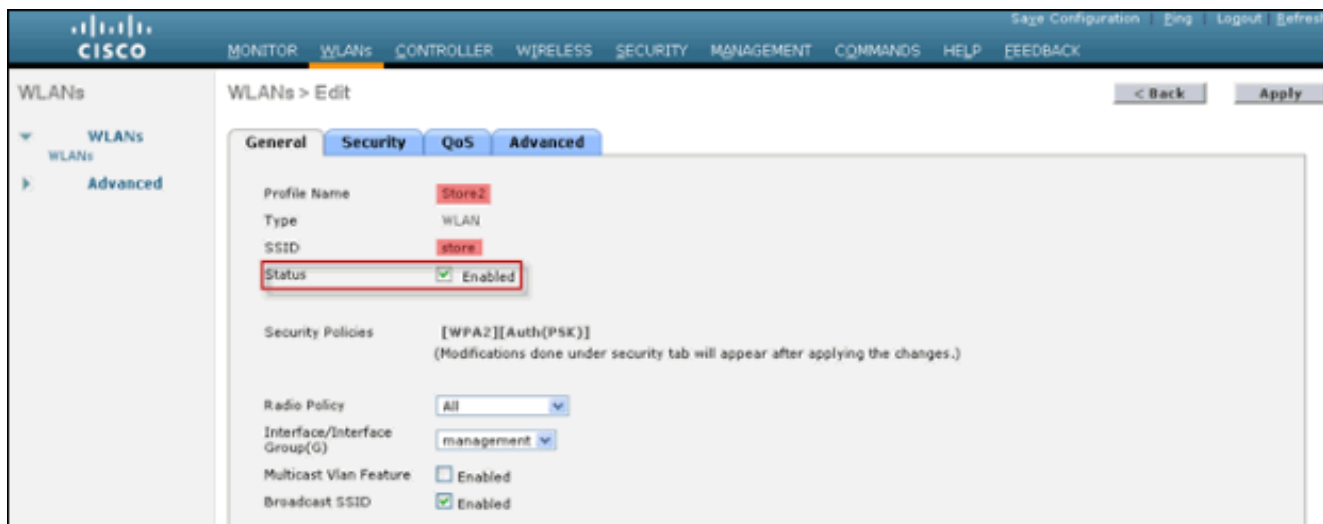 Save Configuration | Ping | Logout | Refresh
CISCO
MONITOR WLANs CONTROLLER WIRELESS SECURITY MANAGEMENT COMMANDS HELP FEEDBACK
WLANs
WLANs > Edit
< Back
Apply
WLANs
WLANs
Advanced
General Security QoS Advanced
Profile Name Store2
Type WLAN
SSID store
Status Enabled
Security Policies [WPA2][Auth(PSK)]
(Modifications done under security tab will appear after applying the changes.)
Radio Policy All
Interface/Interface
Group(G) management
Multicast Vlan Feature Enabled
Broadcast SSID Enabled